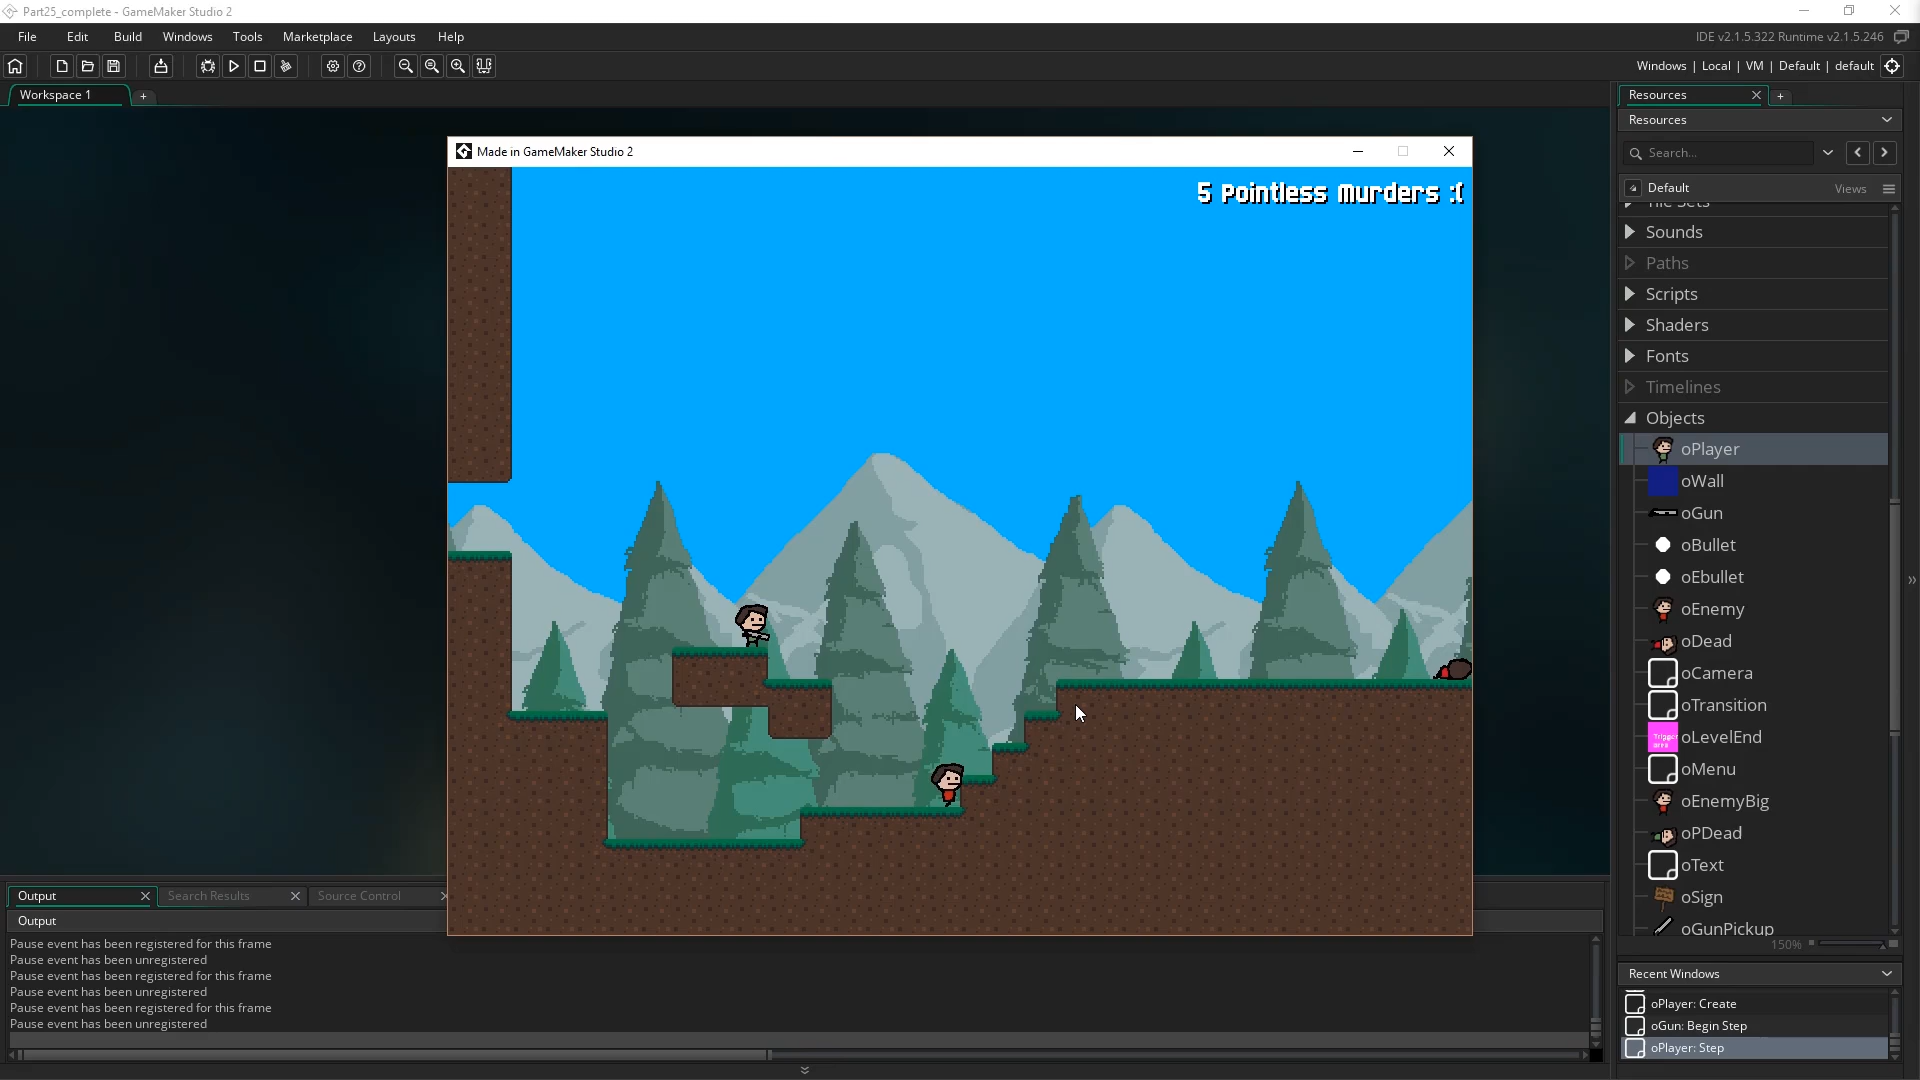 Part25_complete - GameMaker Studio 2
File Edit Build Windows Tools Marketplace Layouts Help
IDE v2.1.5.322 Runtime v2.1.5.246
Windows | Local | VM | Default | default
Workspace 1
Resources
Resources
Search...
Default Views
Tile Sets
Sounds
Paths
Scripts
Shaders
Fonts
Timelines
Objects
oPlayer
oWall
oGun
oBullet
oEbullet
oEnemy
oDead
oCamera
oTransition
oLevelEnd
oMenu
oEnemyBig
oPDead
oText
oSign
oGunPickup
150%
Recent Windows
oPlayer: Create
oGun: Begin Step
oPlayer: Step
Made in GameMaker Studio 2
5 Pointless Murders :(
Output Search Results Source Control
Output
Pause event has been registered for this frame
Pause event has been unregistered
Pause event has been registered for this frame
Pause event has been unregistered
Pause event has been registered for this frame
Pause event has been unregistered